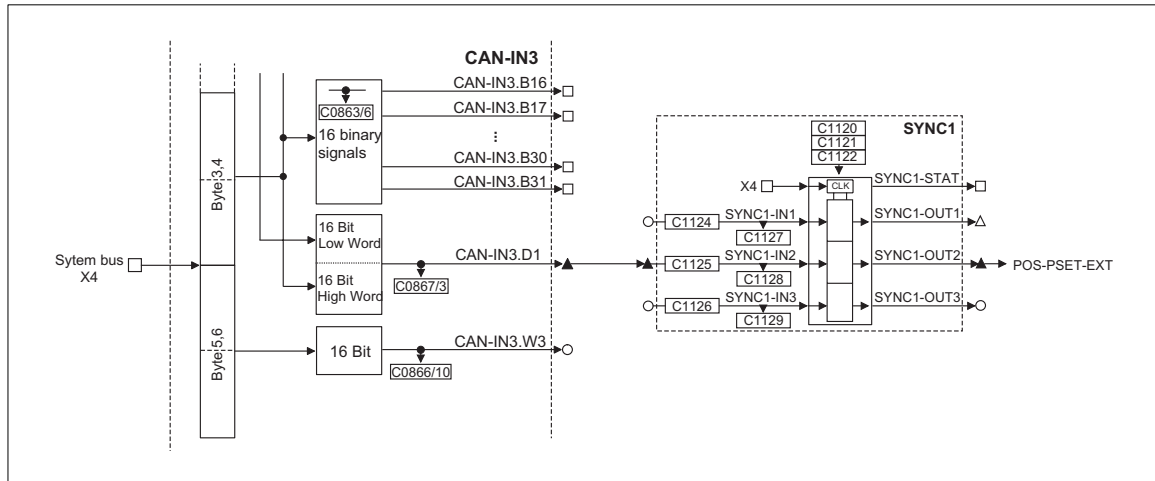 CAN-IN3
CAN-IN3.B16
C0863/6
CAN-IN3.B17
16 binary
signals
⋮
CAN-IN3.B30
CAN-IN3.B31
Byte 3,4
16 Bit
Low Word
16 Bit
High Word
CAN-IN3.D1
C0867/3
Sytem bus
X4
Byte 5,6
16 Bit
CAN-IN3.W3
C0866/10
SYNC1
C1120
C1121
C1122
X4
CLK
SYNC1-STAT
C1124
SYNC1-IN1
C1127
SYNC1-OUT1
C1125
SYNC1-IN2
C1128
SYNC1-OUT2
POS-PSET-EXT
C1126
SYNC1-IN3
C1129
SYNC1-OUT3